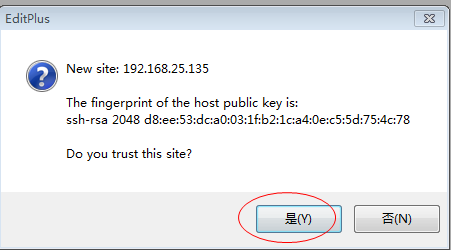 EditPlus
New site: 192.168.25.135
The fingerprint of the host public key is:
ssh-rsa 2048 d8:ee:53:dc:a0:03:1f:b2:1c:a4:0e:c5:5d:75:4c:78
Do you trust this site?
是(Y)
否(N)